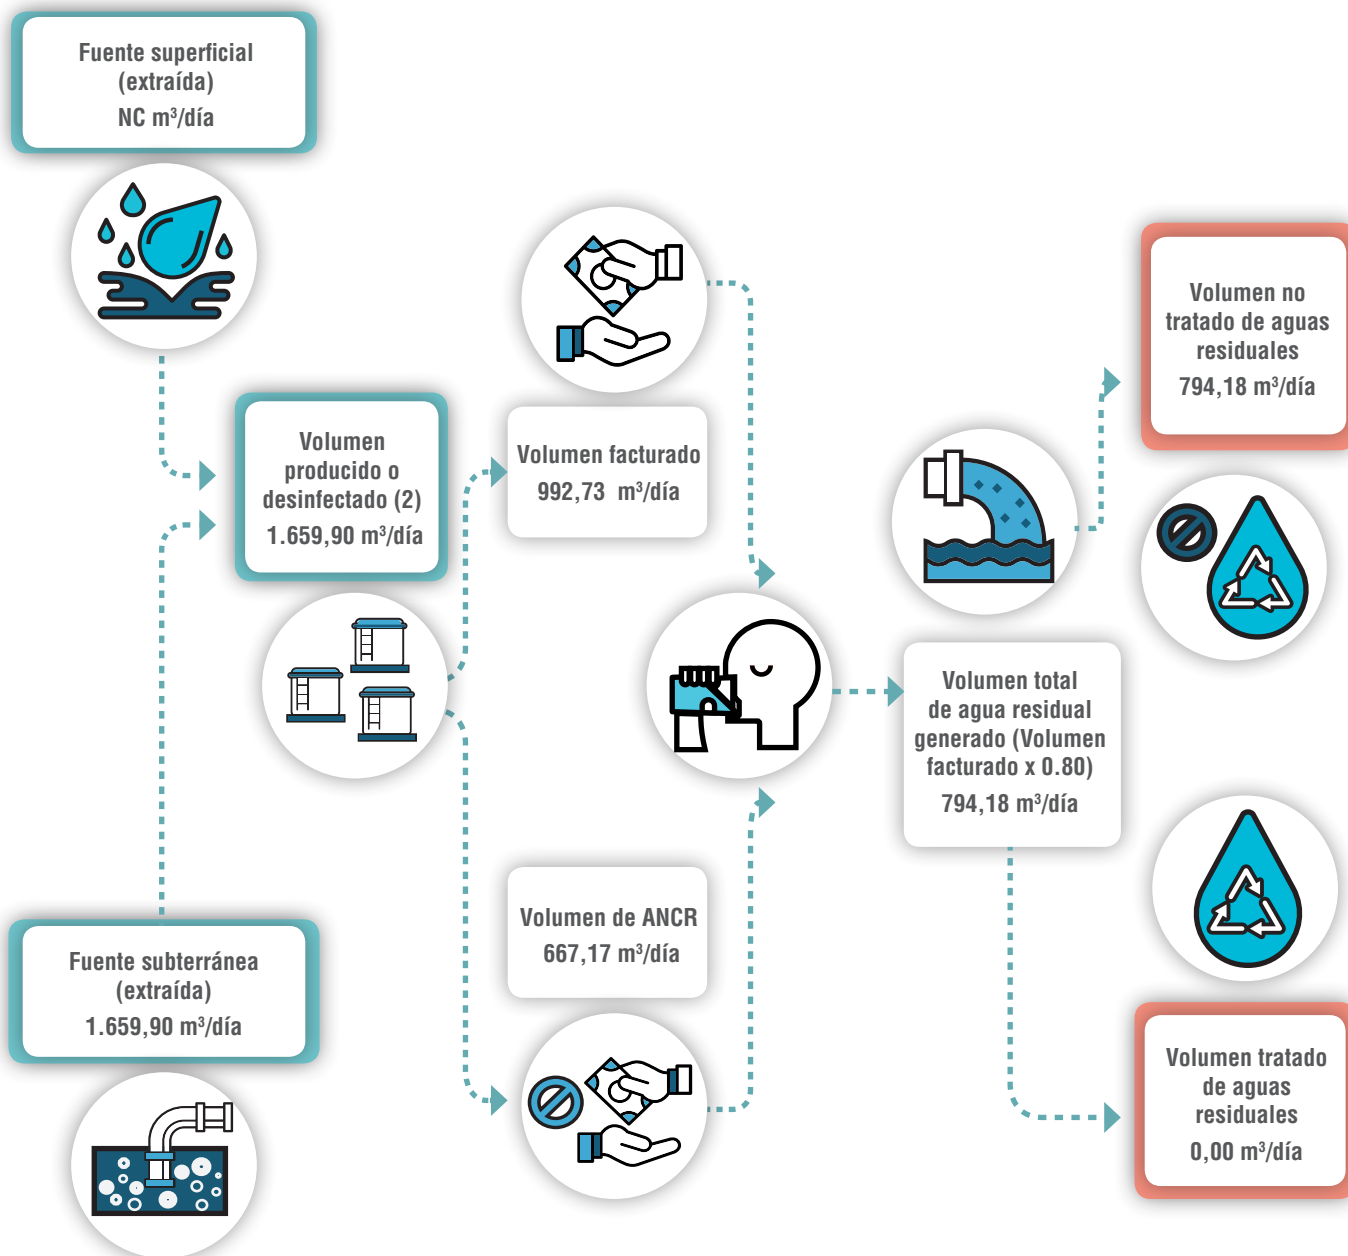 Fuente superficial
(extraída)
NC m³/día
Volumen
producido o
desinfectado (2)
1.659,90 m³/día
Fuente subterránea
(extraída)
1.659,90 m³/día
Volumen facturado
992,73 m³/día
Volumen de ANCR
667,17 m³/día
Volumen total
de agua residual
generado (Volumen
facturado x 0.80)
794,18 m³/día
Volumen no
tratado de aguas
residuales
794,18 m³/día
Volumen tratado
de aguas
residuales
0,00 m³/día